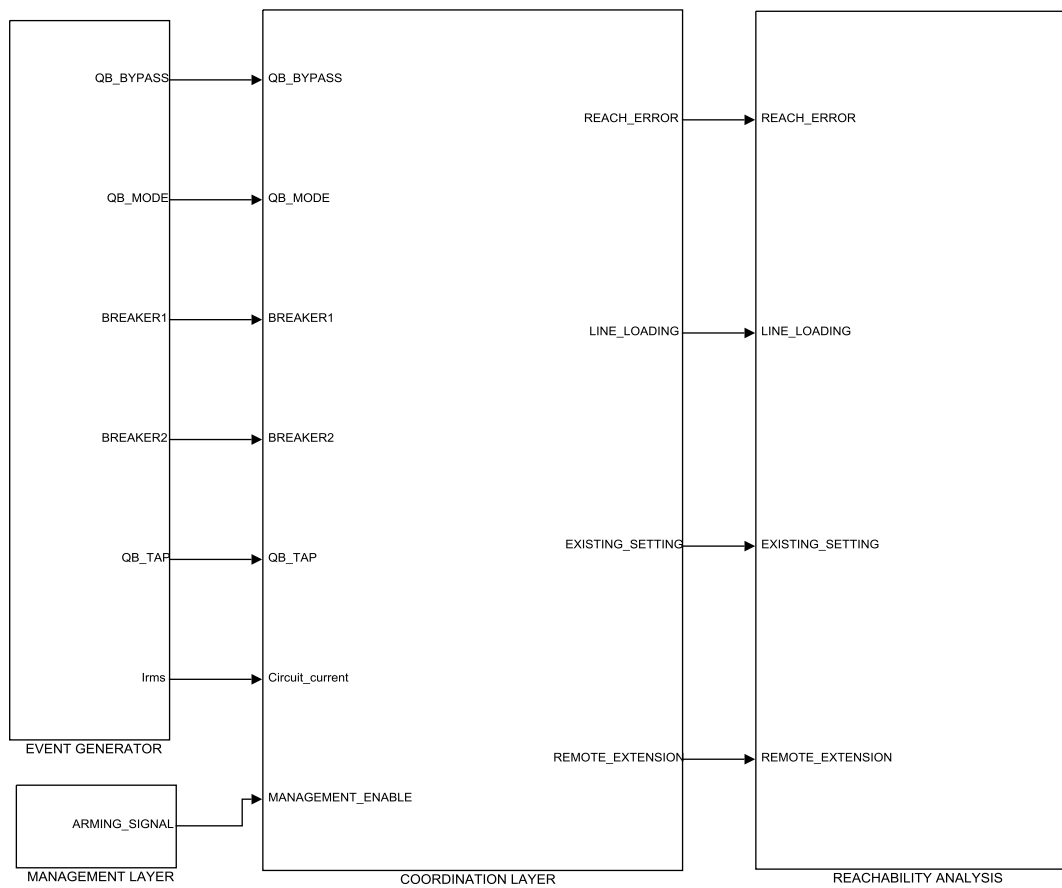 QB_BYPASS
QB_MODE
BREAKER1
BREAKER2
QB_TAP
Irms
EVENT GENERATOR
ARMING_SIGNAL
MANAGEMENT LAYER
QB_BYPASS
QB_MODE
BREAKER1
BREAKER2
QB_TAP
Circuit_current
MANAGEMENT_ENABLE
REACH_ERROR
LINE_LOADING
EXISTING_SETTING
REMOTE_EXTENSION
COORDINATION LAYER
REACH_ERROR
LINE_LOADING
EXISTING_SETTING
REMOTE_EXTENSION
REACHABILITY ANALYSIS